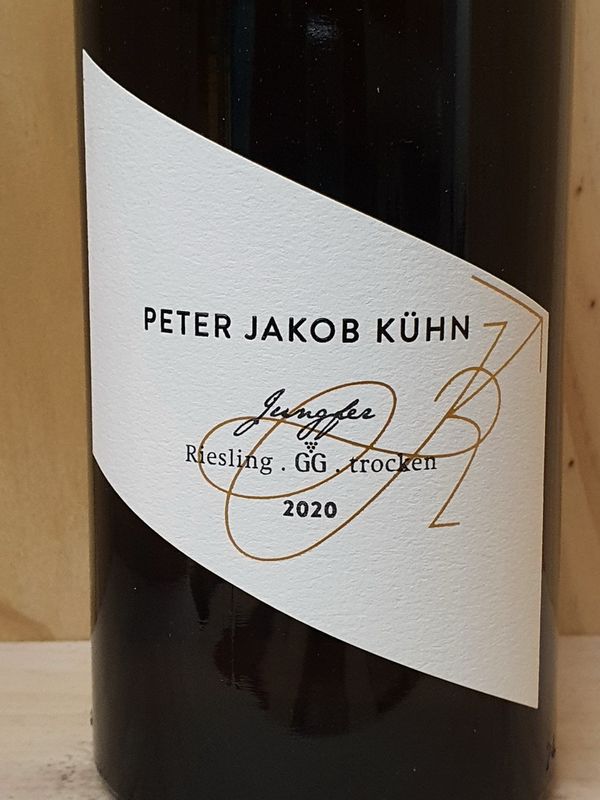 PETER JAKOB KÜHN
Jungfer
Riesling . GG . trocken
2020